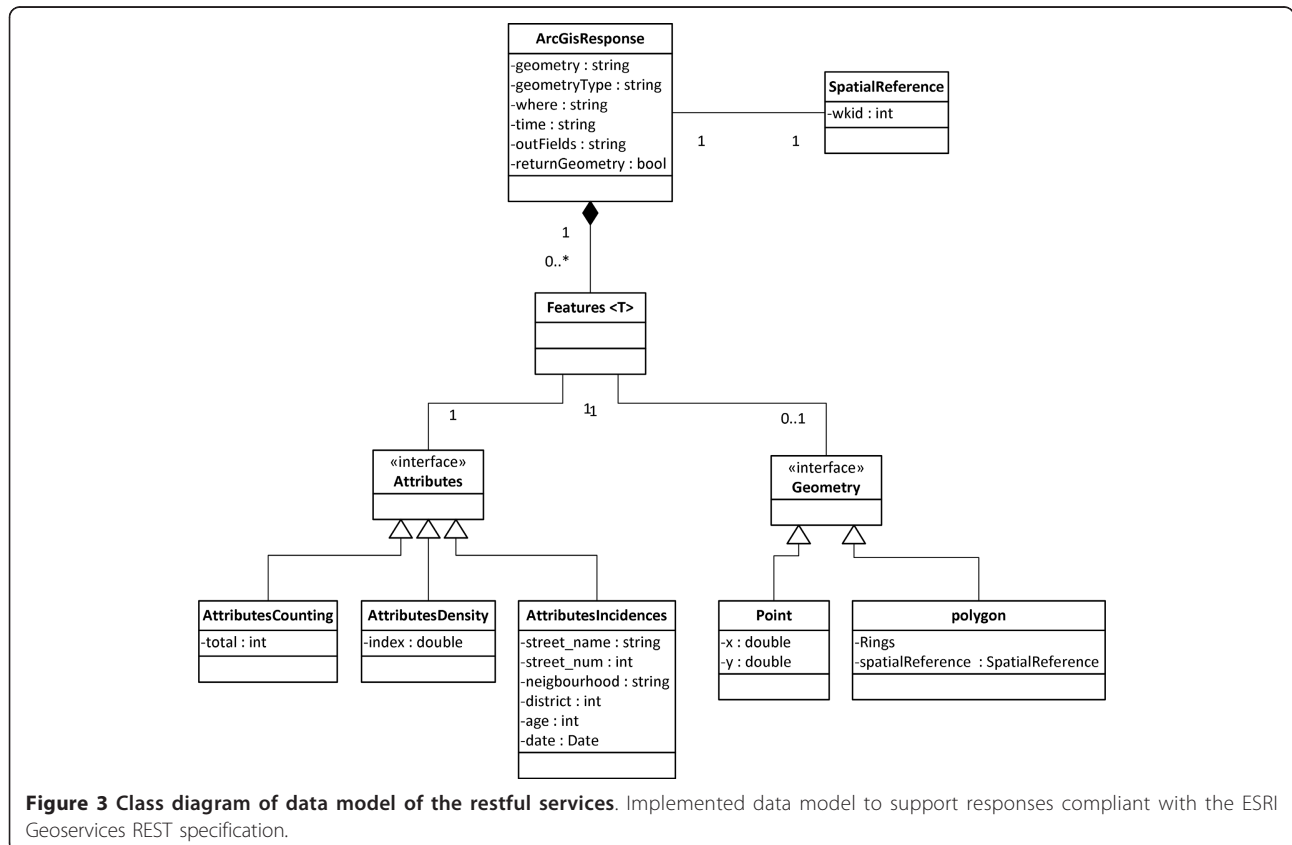 ArcGisResponse
-geometry : string
-geometryType : string
-where : string
-time : string
-outFields : string
-returnGeometry : bool
SpatialReference
-wkid : int
1
1
1
0..*
Features <T>
1
1
1
0..1
«interface»
Attributes
«interface»
Geometry
AttributesCounting
-total : int
AttributesDensity
-index : double
AttributesIncidences
-street_name : string
-street_num : int
-neigbourhood : string
-district : int
-age : int
-date : Date
Point
-x : double
-y : double
polygon
-Rings
-spatialReference : SpatialReference
Figure 3 Class diagram of data model of the restful services. Implemented data model to support responses compliant with the ESRI
Geoservices REST specification.